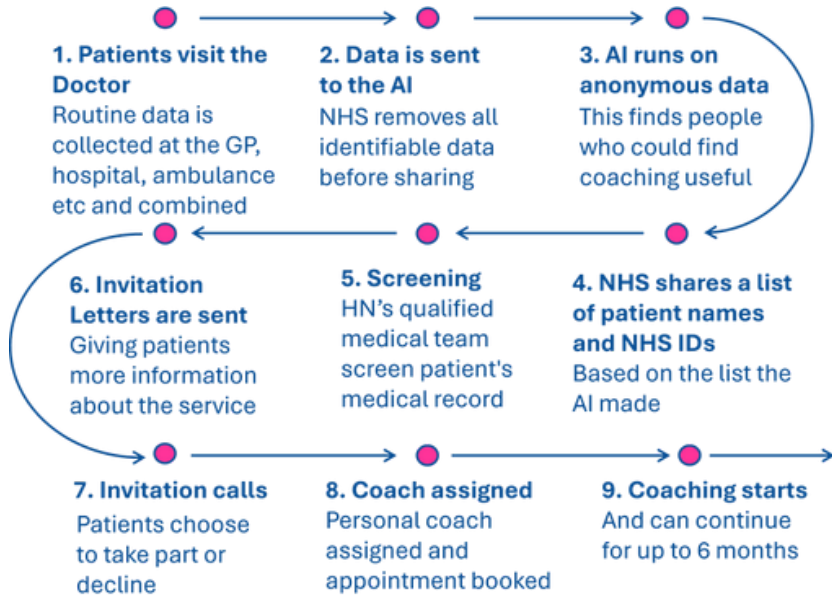 1. Patients visit the
Doctor
Routine data is
collected at the GP,
hospital, ambulance
etc and combined
2. Data is sent
to the AI
NHS removes all
identifiable data
before sharing
3. AI runs on
anonymous data
This finds people
who could find
coaching useful
4. NHS shares a list
of patient names
and NHS IDs
Based on the list the
AI made
5. Screening
HN's qualified
medical team
screen patient's
medical record
6. Invitation
Letters are sent
Giving patients
more information
about the service
7. Invitation calls
Patients choose
to take part or
decline
8. Coach assigned
Personal coach
assigned and
appointment booked
9. Coaching starts
And can continue
for up to 6 months